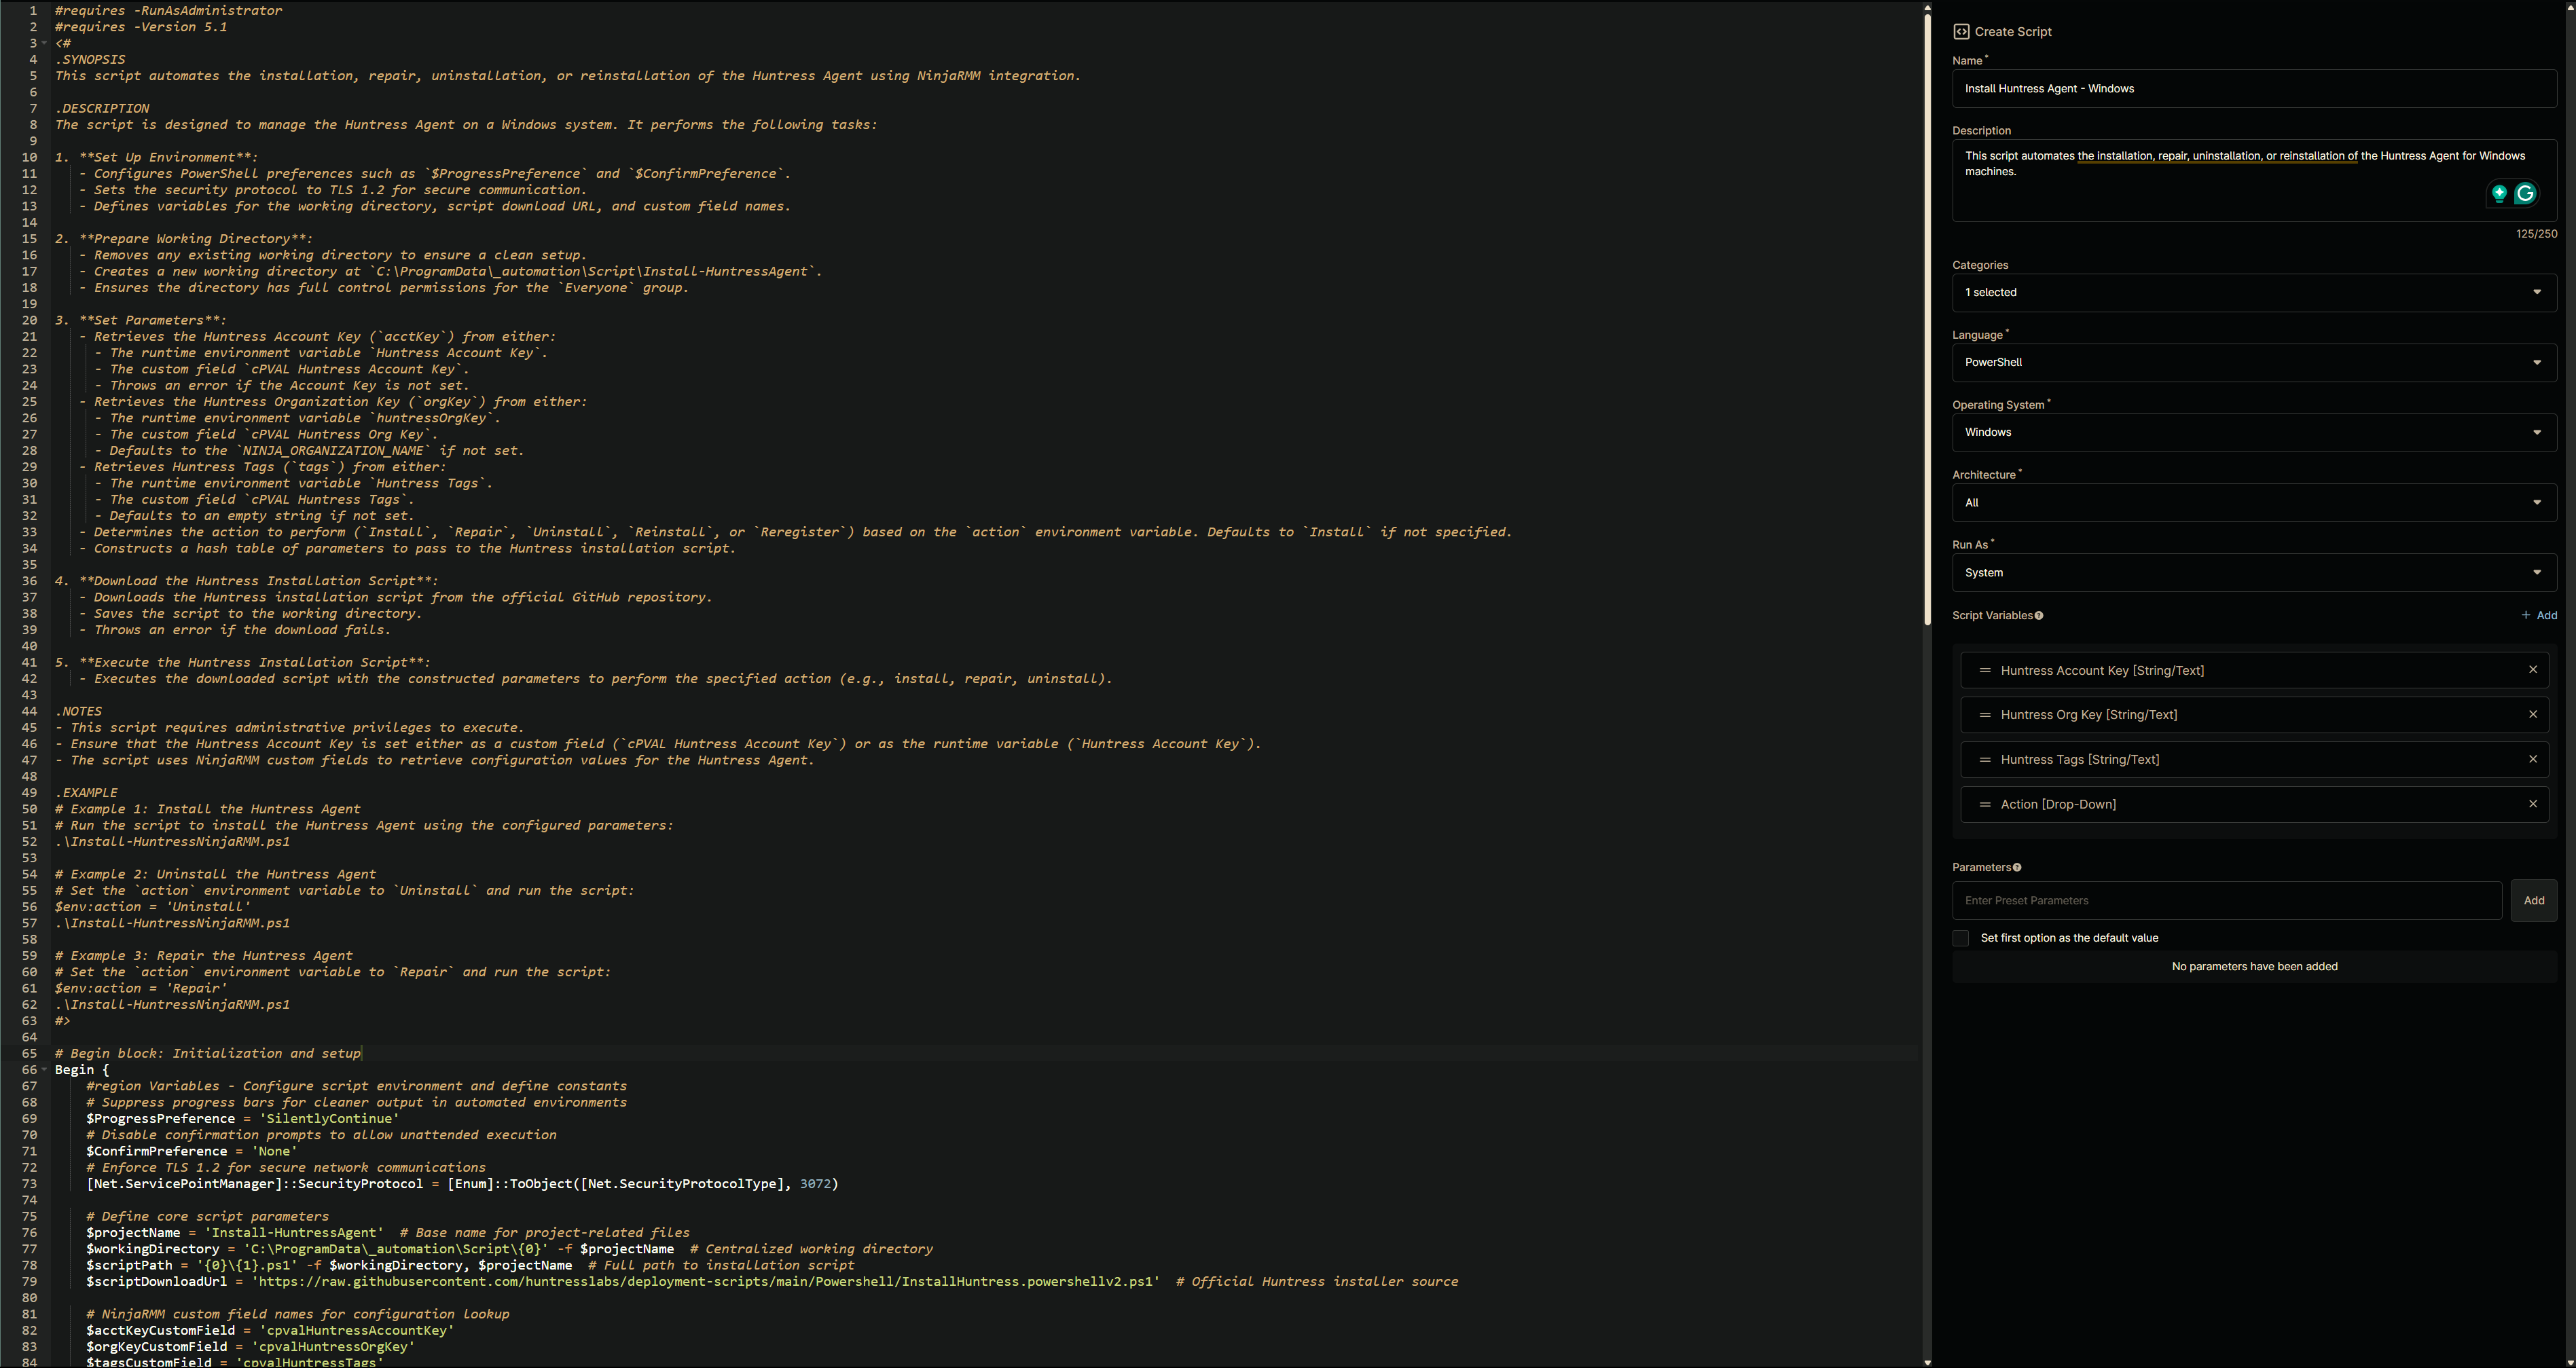 1 #requires -RunAsAdministrator
2 #requires -Version 5.1
3 <#
4 .SYNOPSIS
5 This script automates the installation, repair, uninstallation, or reinstallation of the Huntress Agent using NinjaRMM integration.
6
7 .DESCRIPTION
8 The script is designed to manage the Huntress Agent on a Windows system. It performs the following tasks:
9
10 1. **Set Up Environment**:
11 - Configures PowerShell preferences such as `$ProgressPreference` and `$ConfirmPreference`.
12 - Sets the security protocol to TLS 1.2 for secure communication.
13 - Defines variables for the working directory, script download URL, and custom field names.
14
15 2. **Prepare Working Directory**:
16 - Removes any existing working directory to ensure a clean setup.
17 - Creates a new working directory at `C:\ProgramData\_automation\Script\Install-HuntressAgent`.
18 - Ensures the directory has full control permissions for the `Everyone` group.
19
20 3. **Set Parameters**:
21 - Retrieves the Huntress Account Key (`acctKey`) from either:
22 - The runtime environment variable `Huntress Account Key`.
23 - The custom field `cPVAL Huntress Account Key`.
24 - Throws an error if the Account Key is not set.
25 - Retrieves the Huntress Organization Key (`orgKey`) from either:
26 - The runtime environment variable `huntressOrgKey`.
27 - The custom field `cPVAL Huntress Org Key`.
28 - Defaults to the `NINJA_ORGANIZATION_NAME` if not set.
29 - Retrieves Huntress Tags (`tags`) from either:
30 - The runtime environment variable `Huntress Tags`.
31 - The custom field `cPVAL Huntress Tags`.
32 - Defaults to an empty string if not set.
33 - Determines the action to perform (`Install`, `Repair`, `Uninstall`, `Reinstall`, or `Reregister`) based on the `action` environment variable. Defaults to `Install` if not specified.
34 - Constructs a hash table of parameters to pass to the Huntress installation script.
35
36 4. **Download the Huntress Installation Script**:
37 - Downloads the Huntress installation script from the official GitHub repository.
38 - Saves the script to the working directory.
39 - Throws an error if the download fails.
40
41 5. **Execute the Huntress Installation Script**:
42 - Executes the downloaded script with the constructed parameters to perform the specified action (e.g., install, repair, uninstall).
43
44 .NOTES
45 - This script requires administrative privileges to execute.
46 - Ensure that the Huntress Account Key is set either as a custom field (`cPVAL Huntress Account Key`) or as the runtime variable (`Huntress Account Key`).
47 - The script uses NinjaRMM custom fields to retrieve configuration values for the Huntress Agent.
48
49 .EXAMPLE
50 # Example 1: Install the Huntress Agent
51 # Run the script to install the Huntress Agent using the configured parameters:
52 .\Install-HuntressNinjaRMM.ps1
53
54 # Example 2: Uninstall the Huntress Agent
55 # Set the `action` environment variable to `Uninstall` and run the script:
56 $env:action = 'Uninstall'
57 .\Install-HuntressNinjaRMM.ps1
58
59 # Example 3: Repair the Huntress Agent
60 # Set the `action` environment variable to `Repair` and run the script:
61 $env:action = 'Repair'
62 .\Install-HuntressNinjaRMM.ps1
63 #>
64
65 # Begin block: Initialization and setup
66 Begin {
67 #region Variables - Configure script environment and define constants
68 # Suppress progress bars for cleaner output in automated environments
69 $ProgressPreference = 'SilentlyContinue'
70 # Disable confirmation prompts to allow unattended execution
71 $ConfirmPreference = 'None'
72 # Enforce TLS 1.2 for secure network communications
73 [Net.ServicePointManager]::SecurityProtocol = [Enum]::ToObject([Net.SecurityProtocolType], 3072)
74
75 # Define core script parameters
76 $projectName = 'Install-HuntressAgent' # Base name for project-related files
77 $workingDirectory = 'C:\ProgramData\_automation\Script\{0}' -f $projectName # Centralized working directory
78 $scriptPath = '{0}\{1}.ps1' -f $workingDirectory, $projectName # Full path to installation script
79 $scriptDownloadUrl = 'https://raw.githubusercontent.com/huntresslabs/deployment-scripts/main/Powershell/InstallHuntress.powershellv2.ps1' # Official Huntress installer source
80
81 # NinjaRMM custom field names for configuration lookup
82 $acctKeyCustomField = 'cpvalHuntressAccountKey'
83 $orgKeyCustomField = 'cpvalHuntressOrgKey'
84 $tagsCustomField = 'cpvalHuntressTags'
Create Script
Name *
Install Huntress Agent - Windows
Description
This script automates the installation, repair, uninstallation, or reinstallation of the Huntress Agent for Windows
machines.
125/250
Categories
1 selected
Language *
PowerShell
Operating System *
Windows
Architecture *
All
Run As *
System
Script Variables
+ Add
Huntress Account Key [String/Text]
Huntress Org Key [String/Text]
Huntress Tags [String/Text]
Action [Drop-Down]
Parameters
Enter Preset Parameters
Add
Set first option as the default value
No parameters have been added